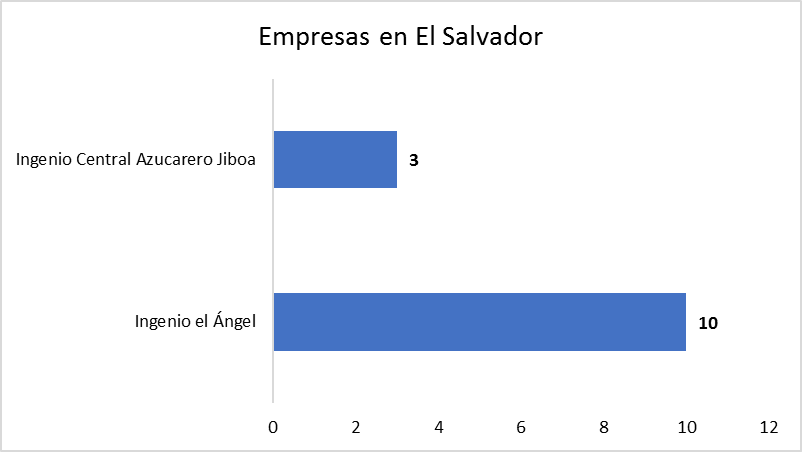 Empresas en El Salvador
Ingenio Central Azucarero Jiboa
3
Ingenio el Ángel
10
0 2 4 6 8 10 12